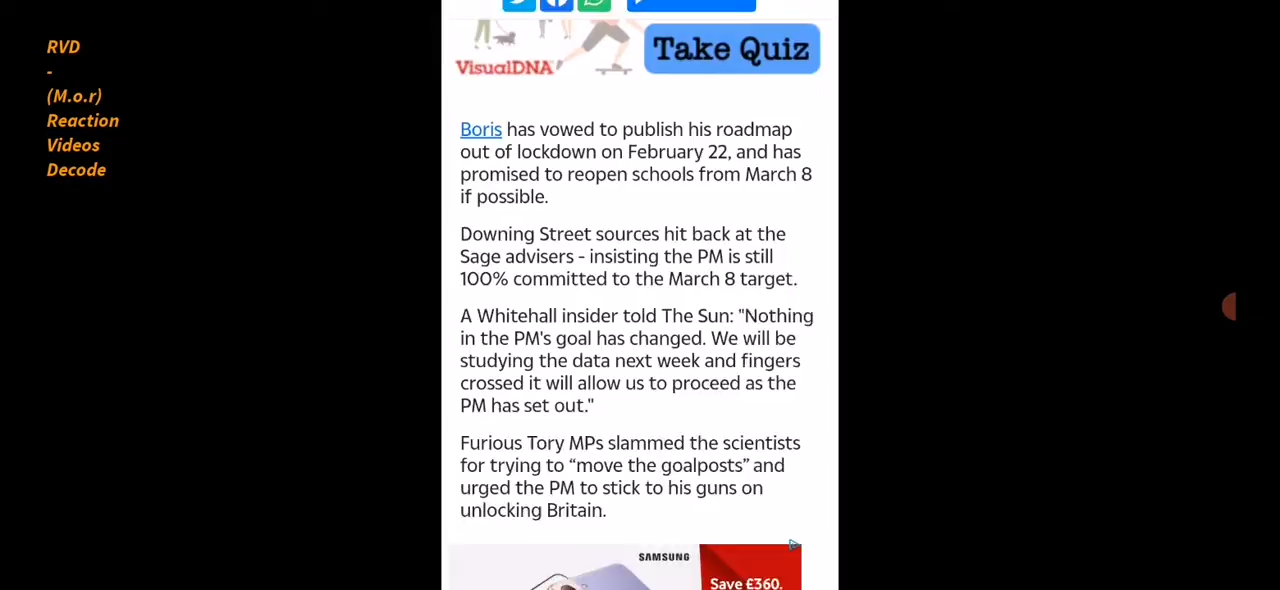 RVD
-
(M.o.r)
Reaction
Videos
Decode
Take Quiz
VisualDNA
Boris has vowed to publish his roadmap
out of lockdown on February 22, and has
promised to reopen schools from March 8
if possible.
Downing Street sources hit back at the
Sage advisers - insisting the PM is still
100% committed to the March 8 target.
A Whitehall insider told The Sun: "Nothing
in the PM's goal has changed. We will be
studying the data next week and fingers
crossed it will allow us to proceed as the
PM has set out."
Furious Tory MPs slammed the scientists
for trying to “move the goalposts” and
urged the PM to stick to his guns on
unlocking Britain.
SAMSUNG
Save £360.